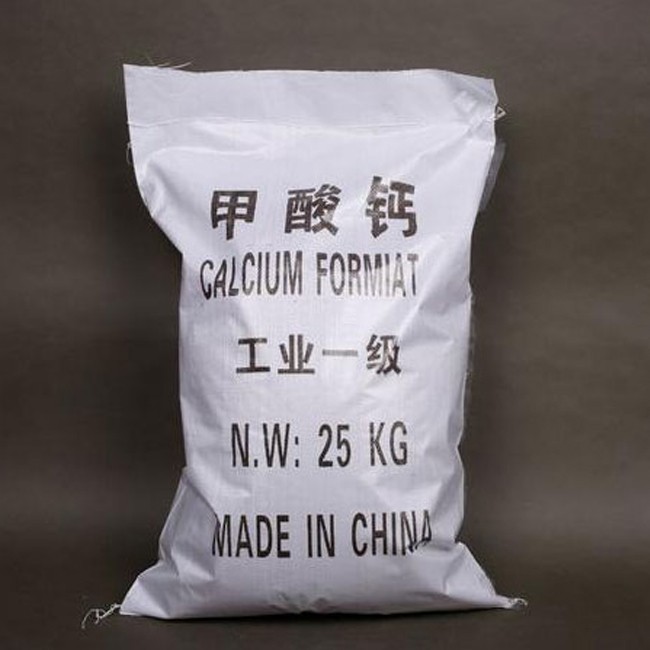 甲酸钙
CALCIUM FORMIAT
工业一级
N.W: 25 KG
MADE IN CHINA